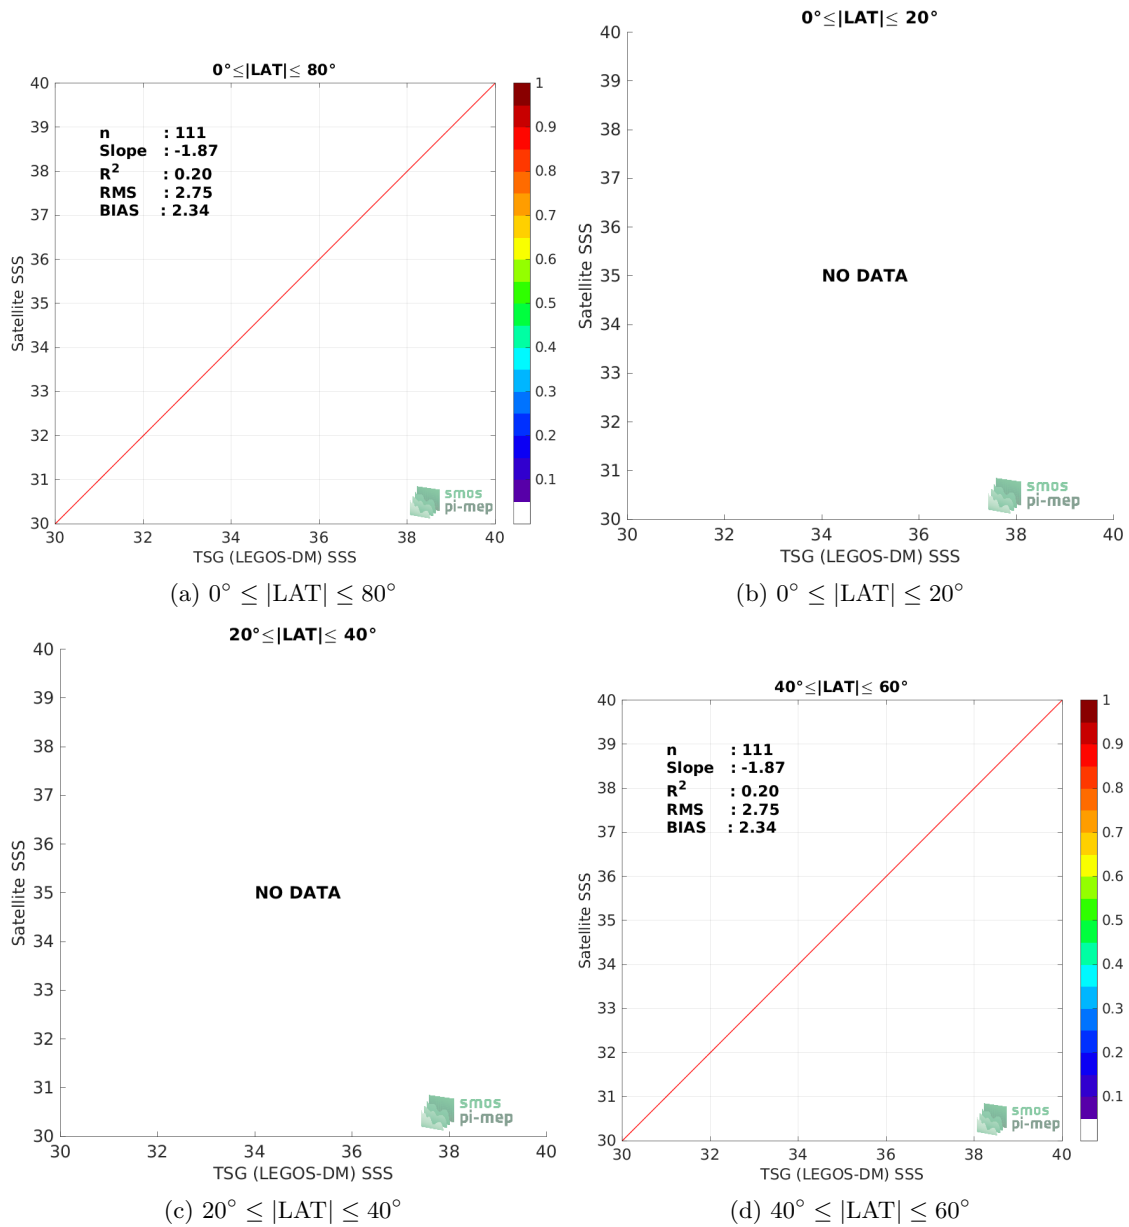 0°≤|LAT|≤ 80°
40
39
38
37
36
35
34
33
32
31
30
Satellite SSS
n : 111
Slope : -1.87
R² : 0.20
RMS : 2.75
BIAS : 2.34
1
0.9
0.8
0.7
0.6
0.5
0.4
0.3
0.2
0.1
smos
pi-mep
30 32 34 36 38 40
TSG (LEGOS-DM) SSS
(a) 0° ≤ |LAT| ≤ 80°
0°≤|LAT|≤ 20°
40
39
38
37
36
35
34
33
32
31
30
Satellite SSS
NO DATA
smos
pi-mep
30 32 34 36 38 40
TSG (LEGOS-DM) SSS
(b) 0° ≤ |LAT| ≤ 20°
20°≤|LAT|≤ 40°
40
39
38
37
36
35
34
33
32
31
30
Satellite SSS
NO DATA
smos
pi-mep
30 32 34 36 38 40
TSG (LEGOS-DM) SSS
(c) 20° ≤ |LAT| ≤ 40°
40°≤|LAT|≤ 60°
40
39
38
37
36
35
34
33
32
31
30
Satellite SSS
n : 111
Slope : -1.87
R² : 0.20
RMS : 2.75
BIAS : 2.34
1
0.9
0.8
0.7
0.6
0.5
0.4
0.3
0.2
0.1
smos
pi-mep
30 32 34 36 38 40
TSG (LEGOS-DM) SSS
(d) 40° ≤ |LAT| ≤ 60°